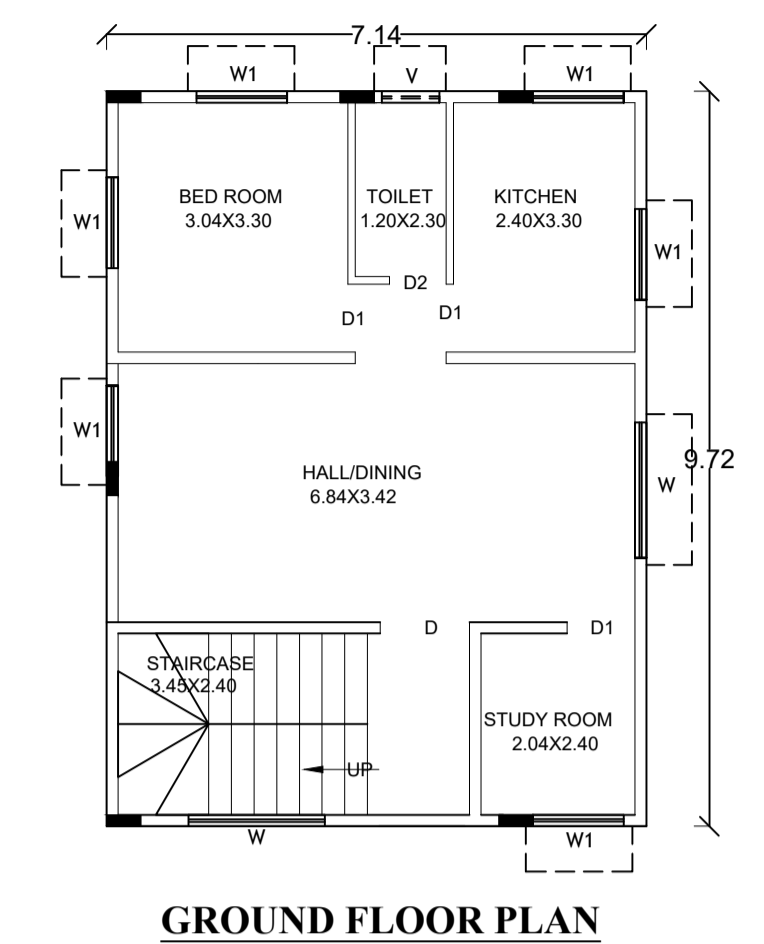 7.14
W1
V
W1
BED ROOM
3.04X3.30
TOILET
1.20X2.30
KITCHEN
2.40X3.30
W1
W1
D2
D1
D1
W1
9.72
HALL/DINING
6.84X3.42
W
D
D1
STAIRCASE
3.45X2.40
STUDY ROOM
2.04X2.40
UP
W
W1
GROUND FLOOR PLAN